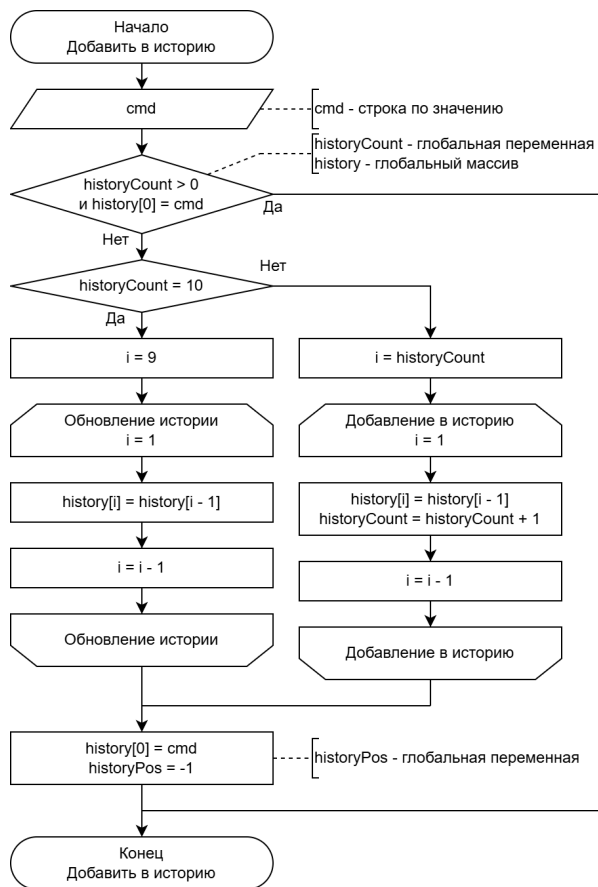 Начало
Добавить в историю
cmd
cmd - строка по значению
historyCount - глобальная переменная
history - глобальный массив
historyCount > 0
и history[0] = cmd
Да
Нет
historyCount = 10
Нет
Да
i = 9
i = historyCount
Обновление истории
i = 1
Добавление в историю
i = 1
history[i] = history[i - 1]
history[i] = history[i - 1]
historyCount = historyCount + 1
i = i - 1
i = i - 1
Обновление истории
Добавление в историю
history[0] = cmd
historyPos = -1
historyPos - глобальная переменная
Конец
Добавить в историю